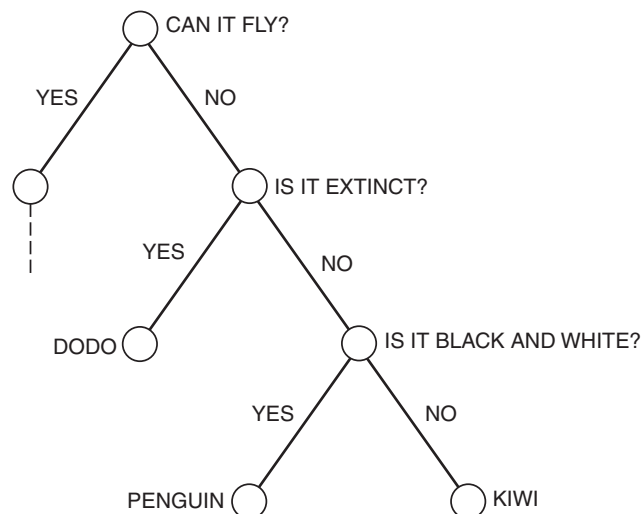 CAN IT FLY?
YES
NO
IS IT EXTINCT?
YES
NO
DODO
IS IT BLACK AND WHITE?
YES
NO
PENGUIN
KIWI